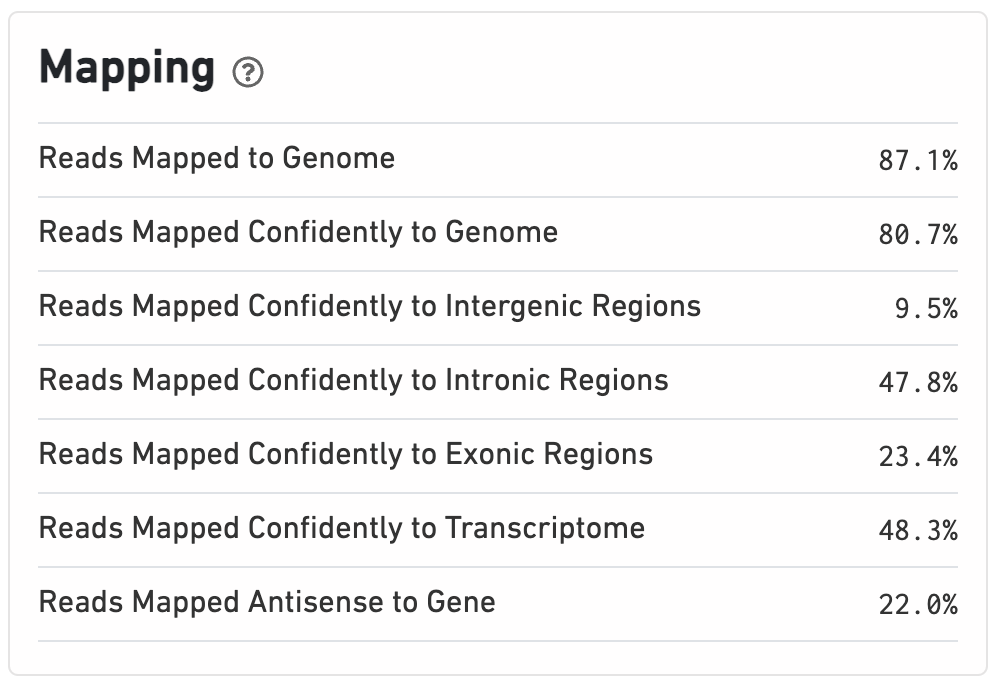 Mapping ?
Reads Mapped to Genome 87.1%
Reads Mapped Confidently to Genome 80.7%
Reads Mapped Confidently to Intergenic Regions 9.5%
Reads Mapped Confidently to Intronic Regions 47.8%
Reads Mapped Confidently to Exonic Regions 23.4%
Reads Mapped Confidently to Transcriptome 48.3%
Reads Mapped Antisense to Gene 22.0%